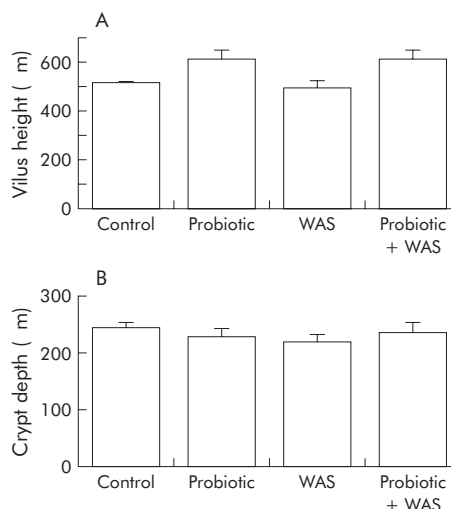 A
Vilus height ( m)
600
400
600
0
Control Probiotic WAS Probiotic + WAS
B
Crypt depth ( m)
300
200
100
0
Control Probiotic WAS Probiotic + WAS